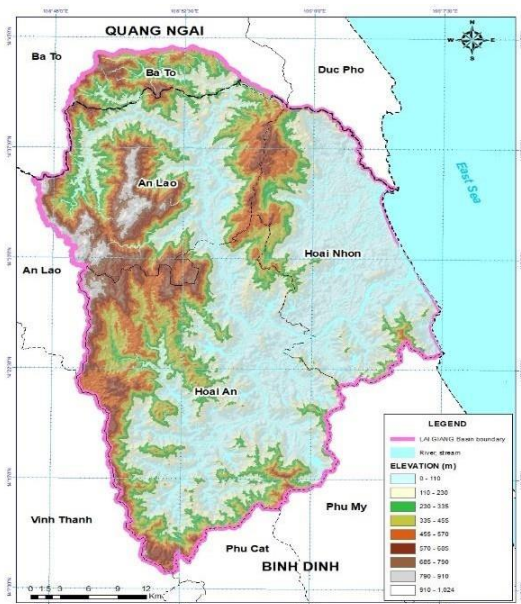 QUANG NGAI
Ba To
Ba To
Duc Pho
N
W
E
S
An Lao
East Sea
Hoai Nhon
An Lao
Hoai An
Vinh Thanh
Phu My
Phu Cat
BINH DINH
LEGEND
LAI GIANG Basin boundary
River, stream
ELEVATION (m)
0 - 110
110 - 230
230 - 335
335 - 455
455 - 570
570 - 685
685 - 790
790 - 910
910 - 1,024
0 1.5 3 6 9 12
Km